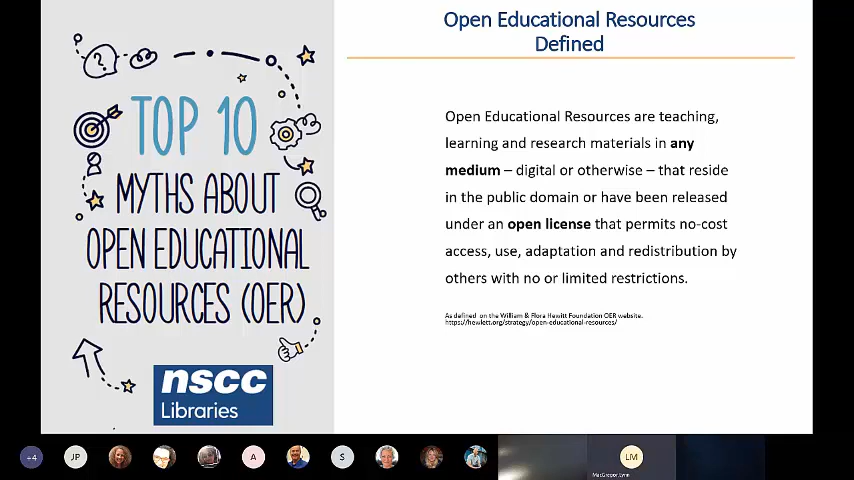 TOP 10
MYTHS ABOUT
OPEN EDUCATIONAL
RESOURCES (OER)
nscc
Libraries
Open Educational Resources
Defined
Open Educational Resources are teaching,
learning and research materials in any
medium – digital or otherwise – that reside
in the public domain or have been released
under an open license that permits no-cost
access, use, adaptation and redistribution by
others with no or limited restrictions.
As defined on the William & Flora Hewitt Foundation OER website.
https://hewlett.org/strategy/open-educational-resources/
+4
JP
A
S
LM
MacGregor,Lynn